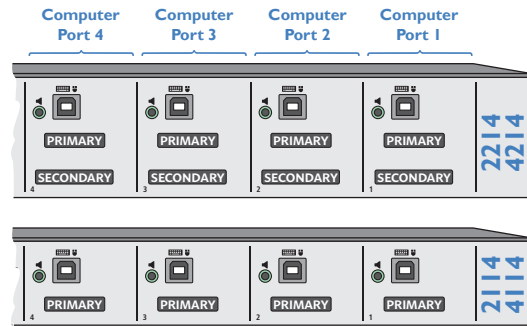 Computer Port 4
Computer Port 3
Computer Port 2
Computer Port 1
PRIMARY PRIMARY PRIMARY PRIMARY
SECONDARY SECONDARY SECONDARY SECONDARY
4 3 2 1
2214
4214
PRIMARY PRIMARY PRIMARY PRIMARY
4 3 2 1
2114
4114